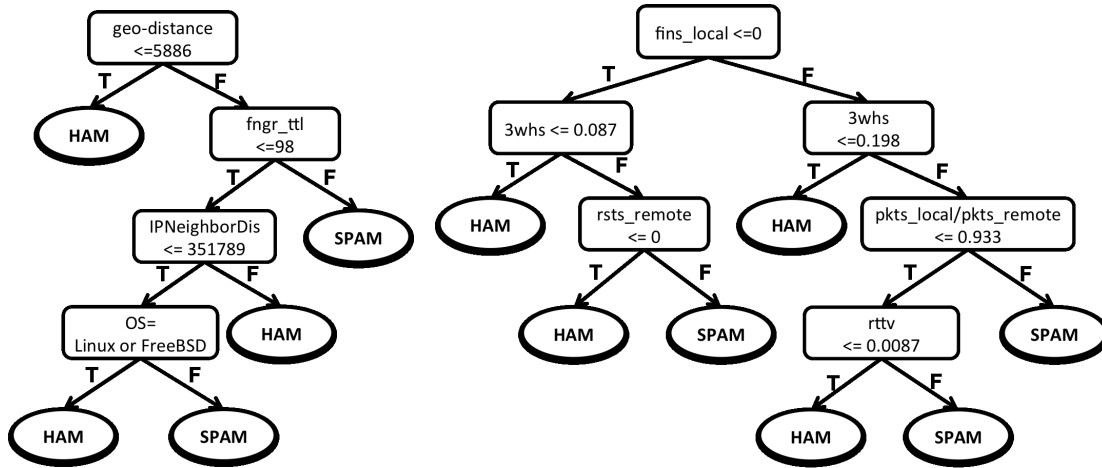 geo-distance
<=5886
T
F
HAM
fngr_ttl
<=98
T
F
IPNeighborDis
<= 351789
SPAM
T
F
OS=
Linux or FreeBSD
HAM
T
F
HAM
SPAM
fins_local <=0
T
F
3whs <= 0.087
3whs
<=0.198
T
F
T
F
HAM
rsts_remote
<= 0
HAM
pkts_local/pkts_remote
<= 0.933
T
F
T
F
HAM
SPAM
rttv
<= 0.0087
SPAM
T
F
HAM
SPAM